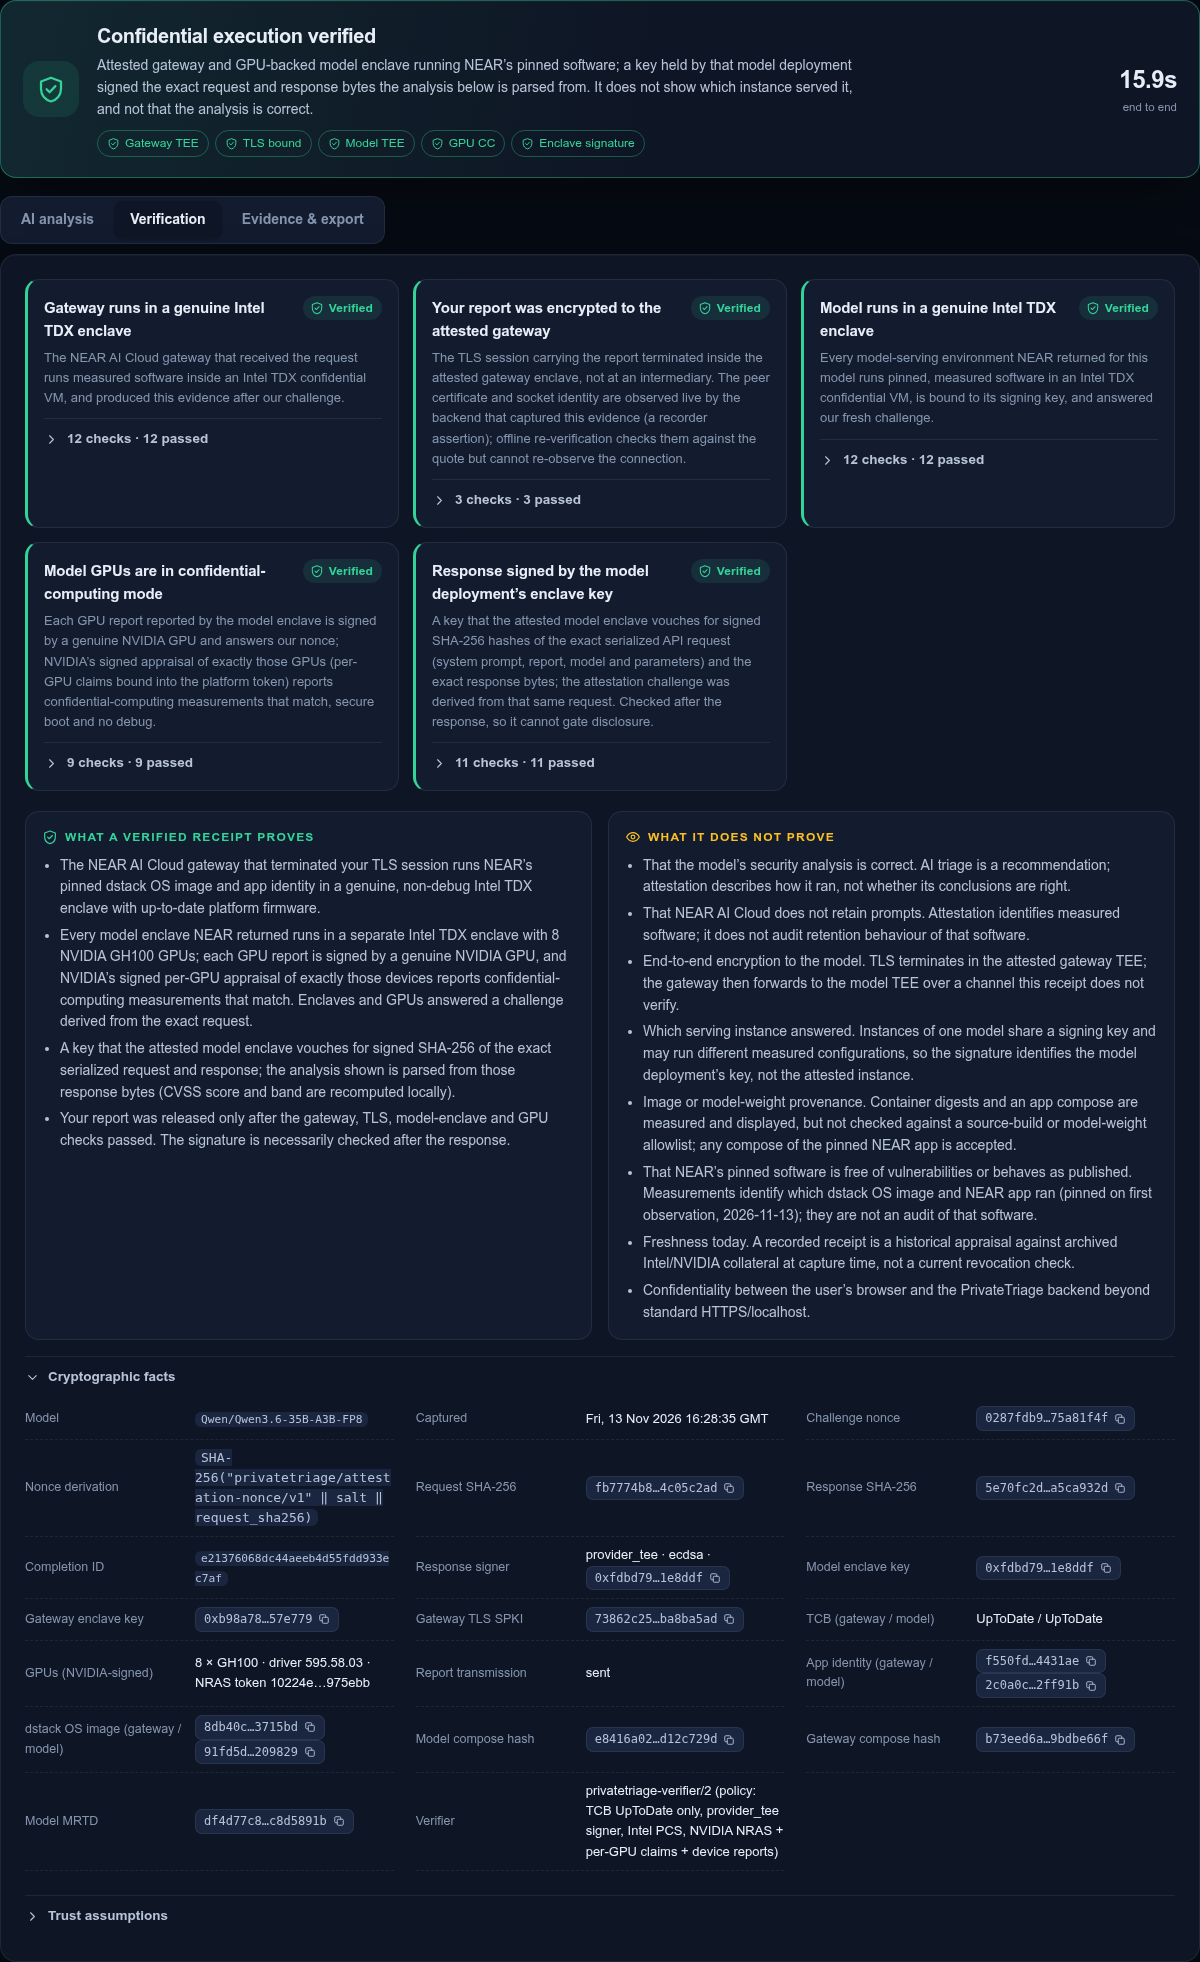 Confidential execution verified
Attested gateway and GPU-backed model enclave running NEAR's pinned software; a key held by that model deployment
signed the exact request and response bytes the analysis below is parsed from. It does not show which instance served it,
and not that the analysis is correct.
Gateway TEE
TLS bound
Model TEE
GPU CC
Enclave signature
15.9s
end to end
AI analysis
Verification
Evidence & export
Gateway runs in a genuine Intel
TDX enclave
Verified
The NEAR AI Cloud gateway that received the request
runs measured software inside an Intel TDX confidential
VM, and produced this evidence after our challenge.
12 checks · 12 passed
Your report was encrypted to the
attested gateway
Verified
The TLS session carrying the report terminated inside the
attested gateway enclave, not at an intermediary. The peer
certificate and socket identity are observed live by the
backend that captured this evidence (a recorder
assertion); offline re-verification checks them against the
quote but cannot re-observe the connection.
3 checks · 3 passed
Model runs in a genuine Intel TDX
enclave
Verified
Every model-serving environment NEAR returned for this
model runs pinned, measured software in an Intel TDX
confidential VM, is bound to its signing key, and answered
our fresh challenge.
12 checks · 12 passed
Model GPUs are in confidential-
computing mode
Verified
Each GPU report reported by the model enclave is signed
by a genuine NVIDIA GPU and answers our nonce;
NVIDIA's signed appraisal of exactly those GPUs (per-
GPU claims bound into the platform token) reports
confidential-computing measurements that match, secure
boot and no debug.
9 checks · 9 passed
Response signed by the model
deployment's enclave key
Verified
A key that the attested model enclave vouches for signed
SHA-256 hashes of the exact serialized API request
(system prompt, report, model and parameters) and the
exact response bytes; the attestation challenge was
derived from that same request. Checked after the
response, so it cannot gate disclosure.
11 checks · 11 passed
WHAT A VERIFIED RECEIPT PROVES
• The NEAR AI Cloud gateway that terminated your TLS session runs NEAR's
pinned dstack OS image and app identity in a genuine, non-debug Intel TDX
enclave with up-to-date platform firmware.
• Every model enclave NEAR returned runs in a separate Intel TDX enclave with 8
NVIDIA GH100 GPUs; each GPU report is signed by a genuine NVIDIA GPU, and
NVIDIA's signed per-GPU appraisal of exactly those devices reports confidential-
computing measurements that match. Enclaves and GPUs answered a challenge
derived from the exact request.
• A key that the attested model enclave vouches for signed SHA-256 of the exact
serialized request and response; the analysis shown is parsed from those
response bytes (CVSS score and band are recomputed locally).
• Your report was released only after the gateway, TLS, model-enclave and GPU
checks passed. The signature is necessarily checked after the response.
WHAT IT DOES NOT PROVE
• That the model's security analysis is correct. AI triage is a recommendation;
attestation describes how it ran, not whether its conclusions are right.
• That NEAR AI Cloud does not retain prompts. Attestation identifies measured
software; it does not audit retention behaviour of that software.
• End-to-end encryption to the model. TLS terminates in the attested gateway TEE;
the gateway then forwards to the model TEE over a channel this receipt does not
verify.
• Which serving instance answered. Instances of one model share a signing key and
may run different measured configurations, so the signature identifies the model
deployment's key, not the attested instance.
• Image or model-weight provenance. Container digests and an app compose are
measured and displayed, but not checked against a source-build or model-weight
allowlist; any compose of the pinned NEAR app is accepted.
• That NEAR's pinned software is free of vulnerabilities or behaves as published.
Measurements identify which dstack OS image and NEAR app ran (pinned on first
observation, 2026-11-13); they are not an audit of that software.
• Freshness today. A recorded receipt is a historical appraisal against archived
Intel/NVIDIA collateral at capture time, not a current revocation check.
• Confidentiality between the user's browser and the PrivateTriage backend beyond
standard HTTPS/localhost.
Cryptographic facts
Model
Qwen/Qwen3.6-35B-A3B-FP8
Captured
Fri, 13 Nov 2026 16:28:35 GMT
Challenge nonce
0287fdb9…75a81f4f
Nonce derivation
SHA-
256("privatetriage/attest
ation-nonce/v1" ‖ salt ‖
request_sha256)
Request SHA-256
fb7774b8…4c05c2ad
Response SHA-256
5e70fc2d…a5ca932d
Completion ID
e21376068dc44aeeb4d55fdd933e
c7af
Response signer
provider_tee · ecdsa ·
0xfdbd79…1e8ddf
Model enclave key
0xfdbd79…1e8ddf
Gateway enclave key
0xb98a78…57e779
Gateway TLS SPKI
73862c25…ba8ba5ad
TCB (gateway / model)
UpToDate / UpToDate
GPUs (NVIDIA-signed)
8 × GH100 · driver 595.58.03 ·
NRAS token 10224e…975ebb
Report transmission
sent
App identity (gateway /
model)
f550fd…4431ae
2c0a0c…2ff91b
dstack OS image (gateway /
model)
8db40c…3715bd
91fd5d…209829
Model compose hash
e8416a02…d12c729d
Gateway compose hash
b73eed6a…9bdbe66f
Model MRTD
df4d77c8…c8d5891b
Verifier
privatetriage-verifier/2 (policy:
TCB UpToDate only, provider_tee
signer, Intel PCS, NVIDIA NRAS +
per-GPU claims + device reports)
Trust assumptions